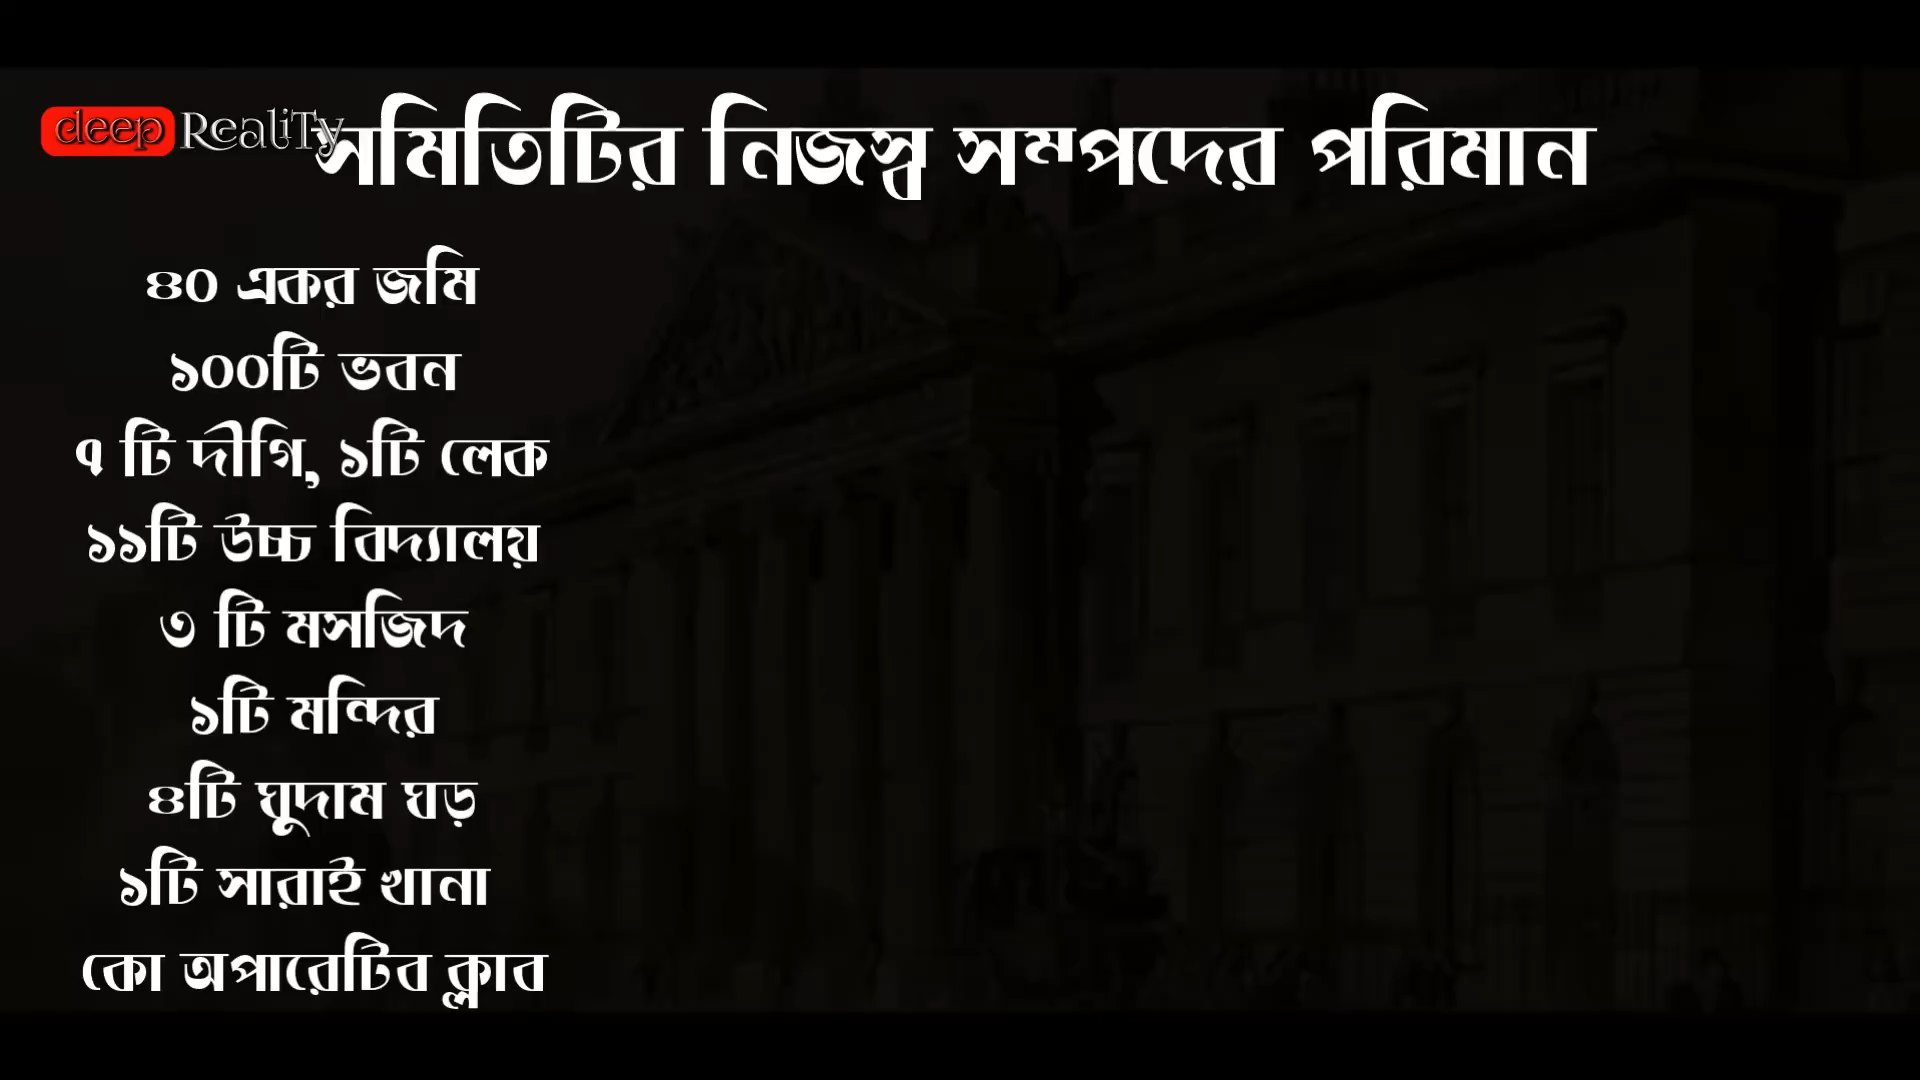 deep RealiTy
সমিতিটির নিজস্ব সম্পদের পরিমান
৪০ একর জমি
১০০টি ভবন
৭ টি দীগি, ১টি লেক
১১টি উচ্চ বিদ্যালয়
৩ টি মসজিদ
১টি মন্দির
৪টি ঘুদাম ঘড়
১টি সারাই খানা
কো অপারেটিব ক্লাব